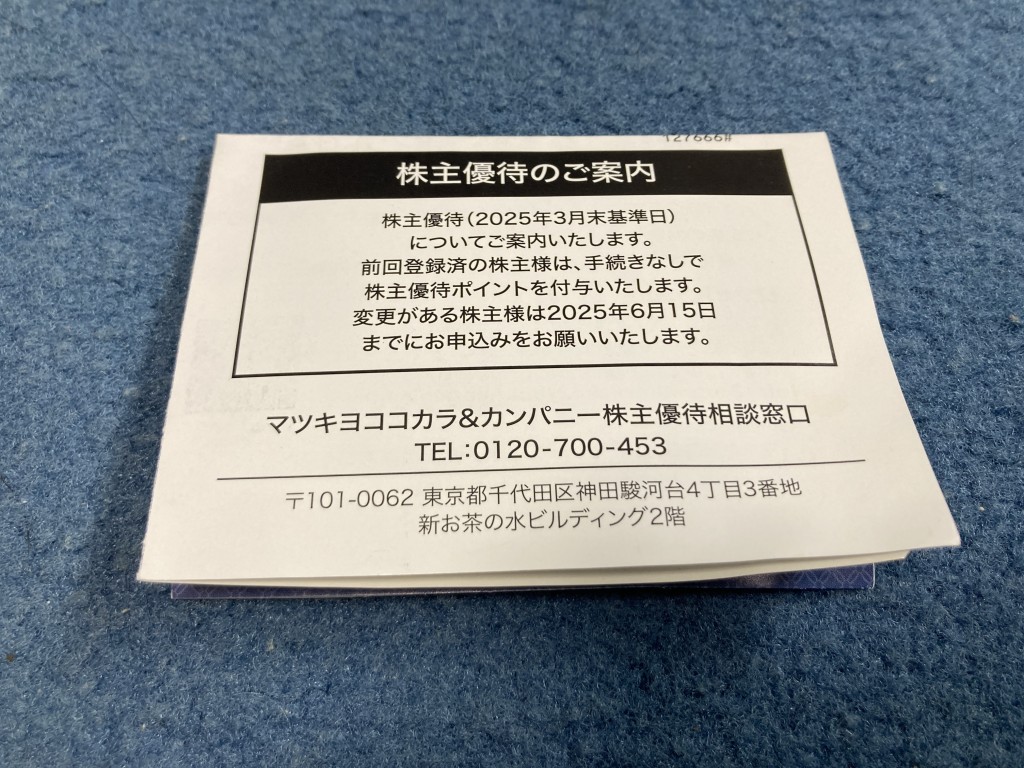 株主優待のご案内
株主優待(2025年3月末基準日)
についてご案内いたします。
前回登録済の株主様は、手続きなしで
株主優待ポイントを付与いたします。
変更がある株主様は2025年6月15日
までにお申込みをお願いいたします。
マツキヨココカラ&カンパニー株主優待相談窓口
TEL:0120-700-453
〒101-0062 東京都千代田区神田駿河台4丁目3番地
新お茶の水ビルディング2階